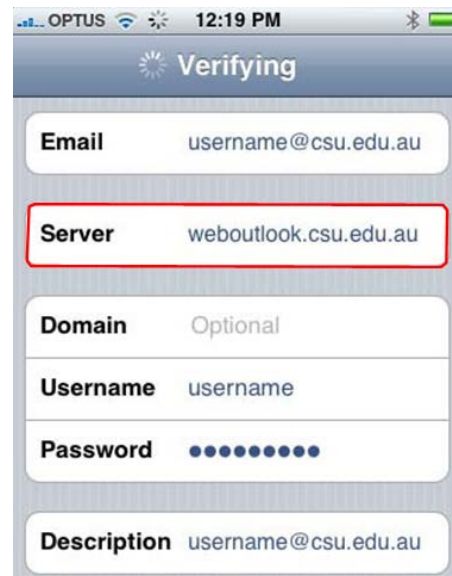 OPTUS 12:19 PM
Verifying
Email username@csu.edu.au
Server weboutlook.csu.edu.au
Domain Optional
Username username
Password •••••••••
Description username@csu.edu.au